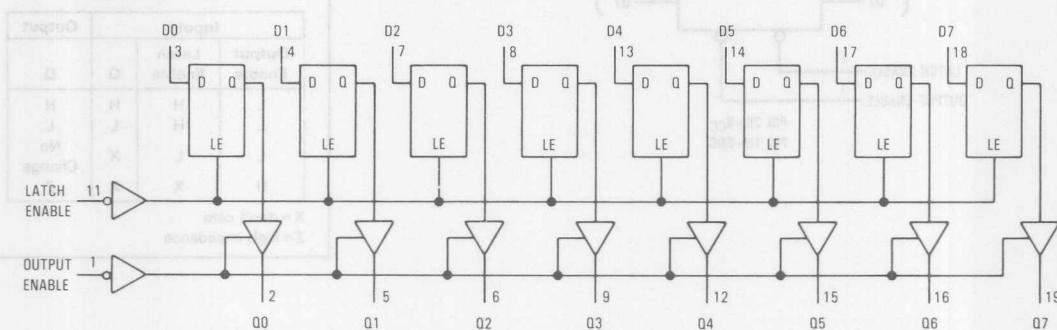 D0 D1 D2 D3 D4 D5 D6 D7
3 4 7 8 13 14 17 18
D Q D Q D Q D Q D Q D Q D Q D Q
LE LE LE LE LE LE LE LE
LATCH 11
ENABLE
OUTPUT 1
ENABLE
2 5 6 9 12 15 16 19
Q0 Q1 Q2 Q3 Q4 Q5 Q6 Q7